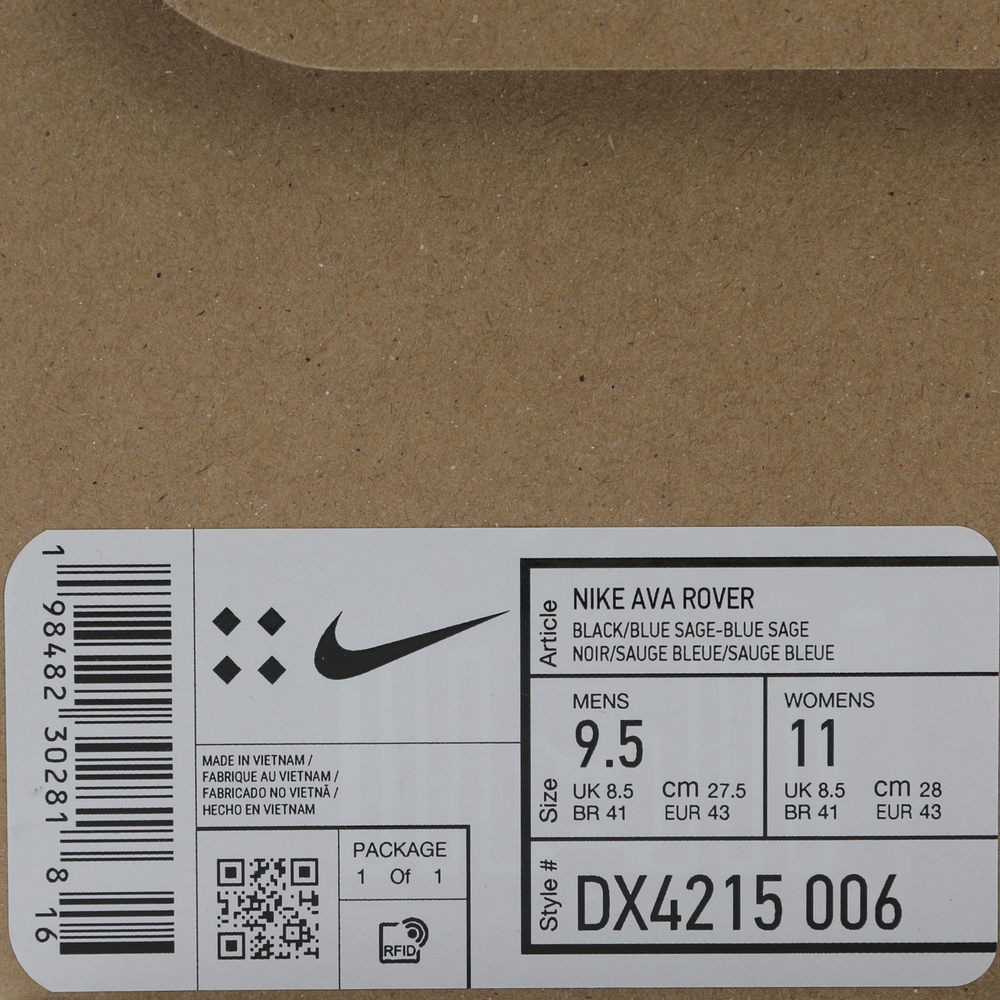 1 98482 30281 8
16
MADE IN VIETNAM /
FABRIQUE AU VIETNAM /
FABRICADO NO VIETNÃ /
HECHO EN VIETNAM
PACKAGE
1 Of 1
RFID
Article
NIKE AVA ROVER
BLACK/BLUE SAGE-BLUE SAGE
NOIR/SAUGE BLEUE/SAUGE BLEUE
Size
MENS
9.5
UK 8.5 cm 27.5
BR 41 EUR 43
WOMENS
11
UK 8.5 cm 28
BR 41 EUR 43
Style #
DX4215 006